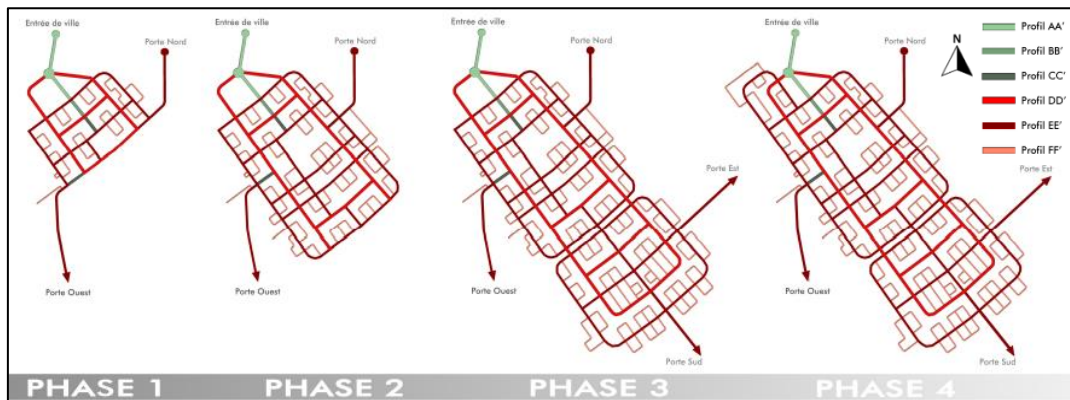 Entrée de ville
Porte Nord
Porte Ouest
Entrée de ville
Porte Nord
Porte Ouest
Entrée de ville
Porte Nord
Porte Est
Porte Ouest
Porte Sud
Entrée de ville
Porte Nord
Porte Est
Porte Ouest
Porte Sud
N
Profil AA'
Profil BB'
Profil CC'
Profil DD'
Profil EE'
Profil FF'
PHASE 1
PHASE 2
PHASE 3
PHASE 4